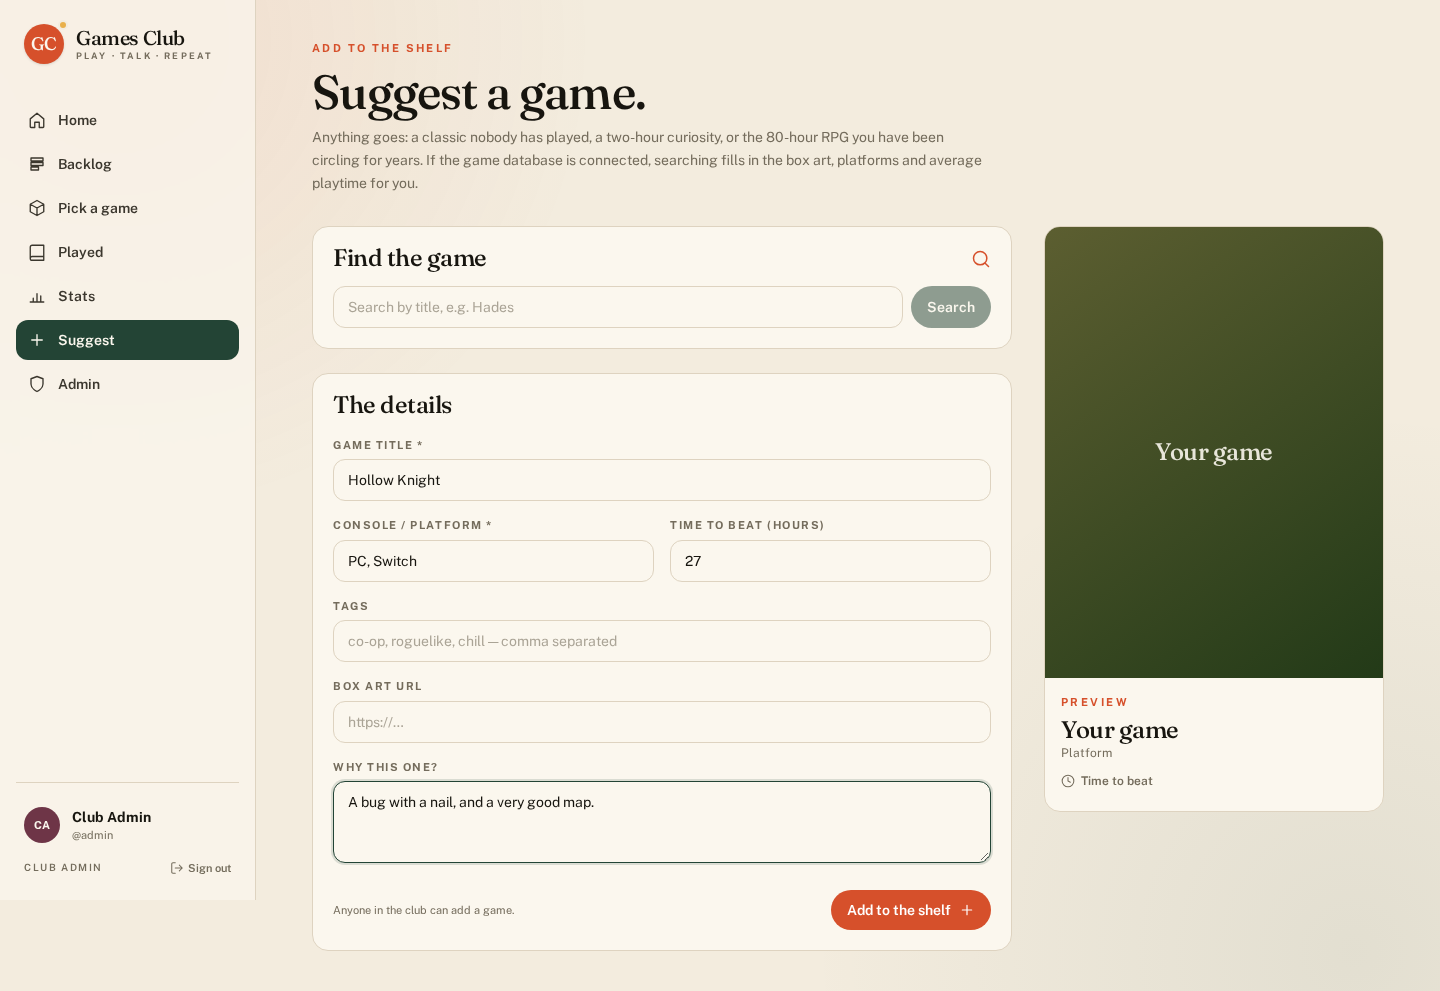 GC
Games Club
PLAY · TALK · REPEAT
Home
Backlog
Pick a game
Played
Stats
Suggest
Admin
CA
Club Admin
@admin
CLUB ADMIN
Sign out
ADD TO THE SHELF
Suggest a game.
Anything goes: a classic nobody has played, a two-hour curiosity, or the 80-hour RPG you have been
circling for years. If the game database is connected, searching fills in the box art, platforms and average
playtime for you.
Find the game
Search by title, e.g. Hades
Search
The details
GAME TITLE *
Hollow Knight
CONSOLE / PLATFORM *
TIME TO BEAT (HOURS)
PC, Switch
27
TAGS
co-op, roguelike, chill — comma separated
BOX ART URL
https://...
WHY THIS ONE?
A bug with a nail, and a very good map.
Anyone in the club can add a game.
Add to the shelf
Your game
PREVIEW
Your game
Platform
Time to beat